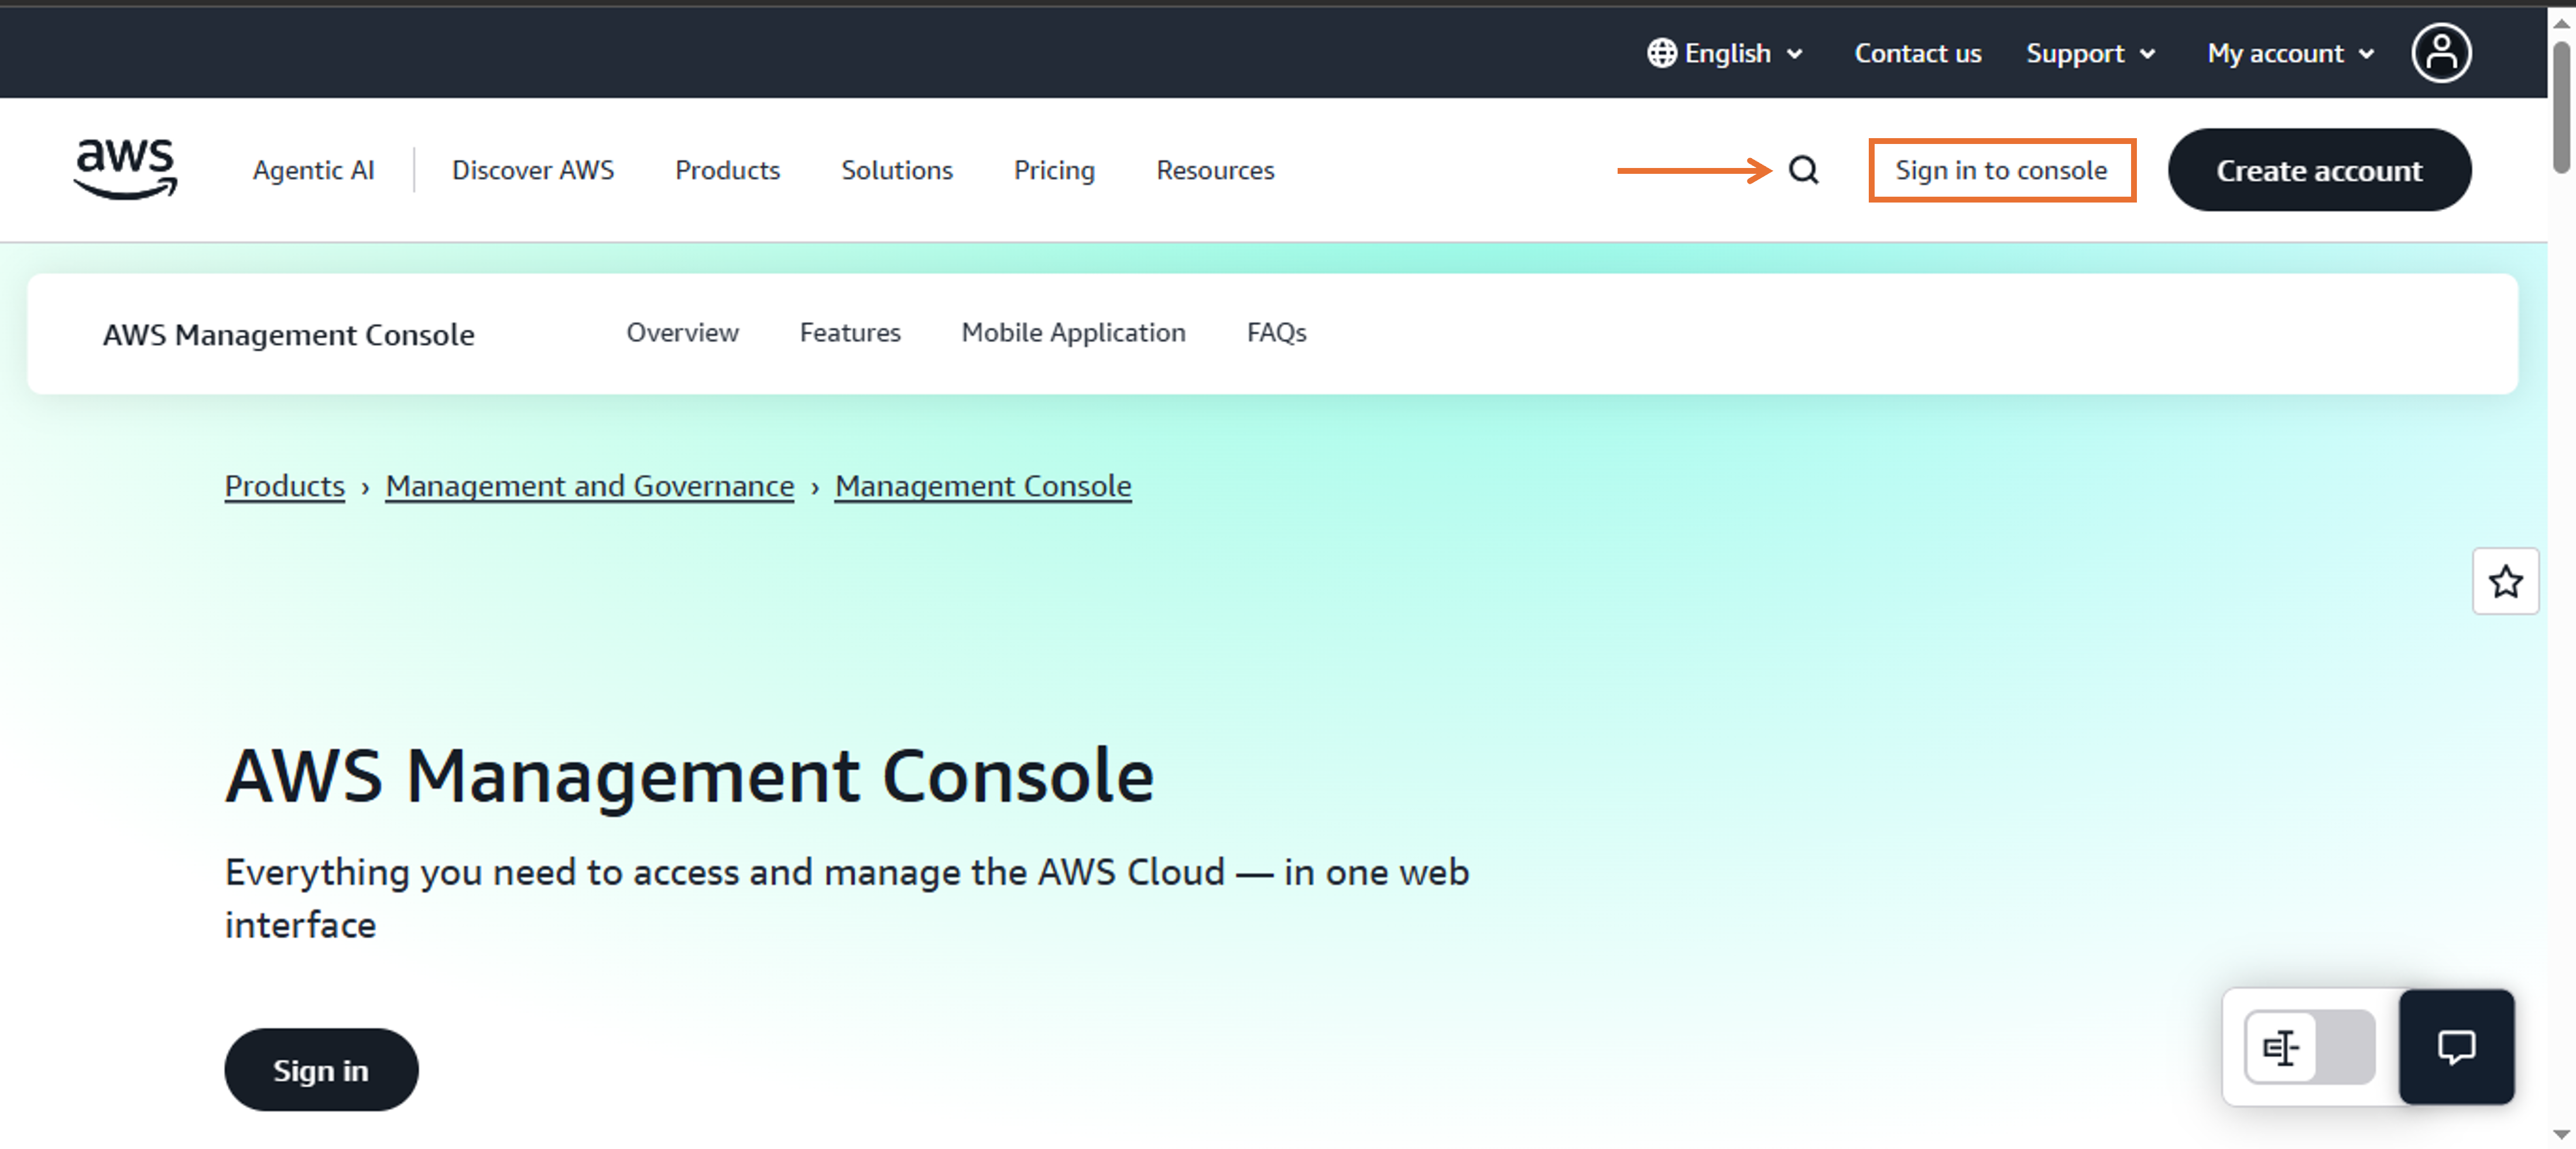 English Contact us Support My account
aws Agentic AI Discover AWS Products Solutions Pricing Resources Sign in to console Create account
AWS Management Console Overview Features Mobile Application FAQs
Products › Management and Governance › Management Console
AWS Management Console
Everything you need to access and manage the AWS Cloud — in one web
interface
Sign in